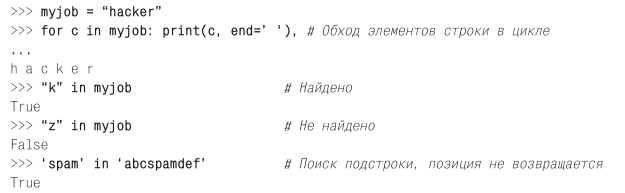 >>> myjob = “hacker”
>>> for c in myjob: print(c, end=’ ‘), # Обход элементов строки в цикле
...
h a c k e r
>>> “k” in myjob # Найдено
True
>>> “z” in myjob # Не найдено
False
>>> ‘spam’ in ‘abcspamdef’ # Поиск подстроки, позиция не возвращается
True